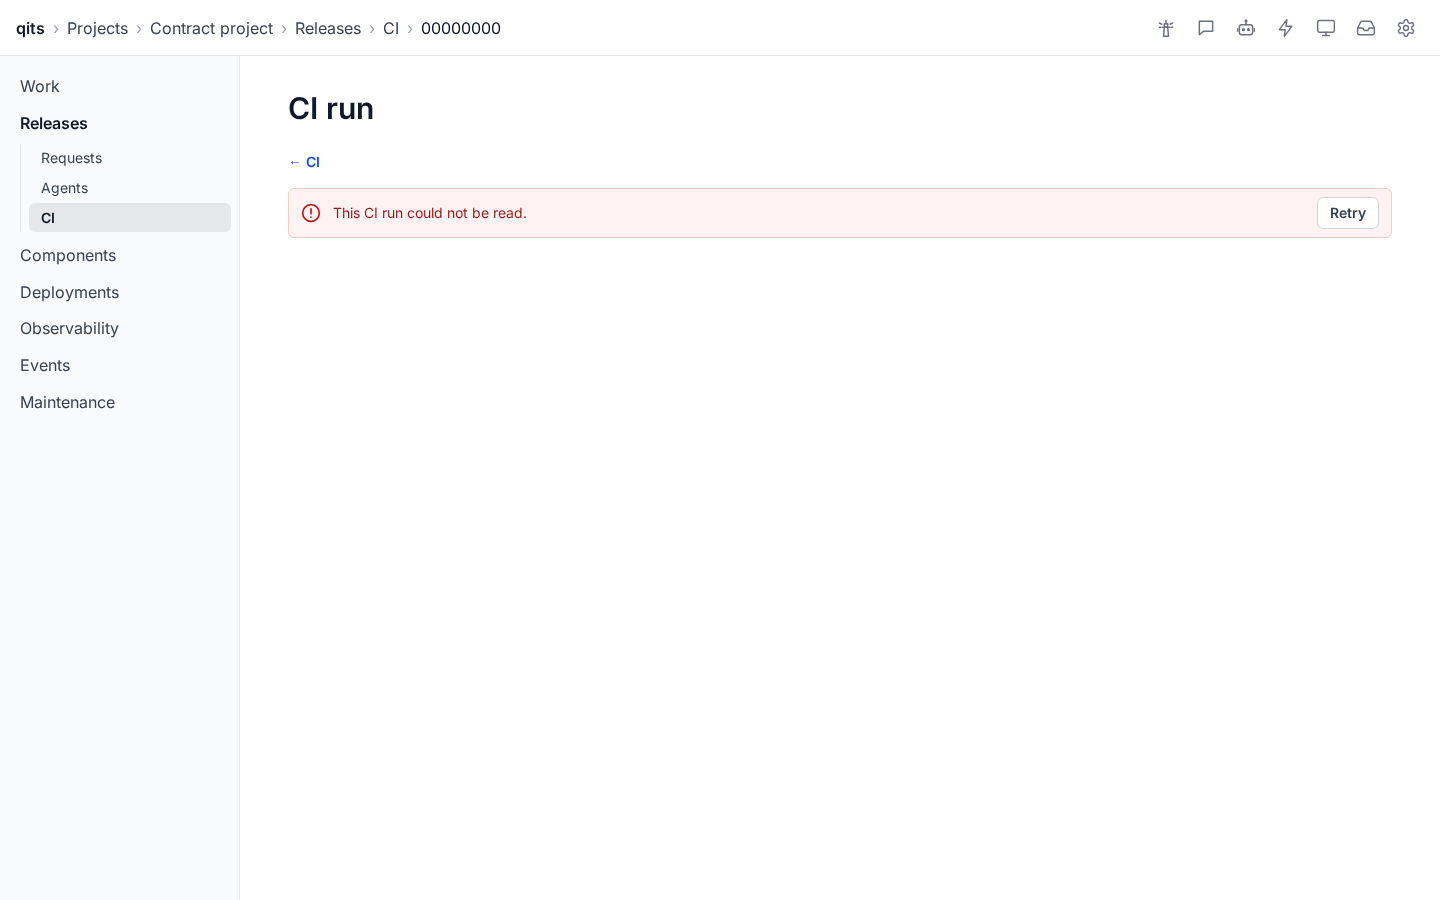 qits › Projects › Contract project › Releases › CI › 00000000
Work
Releases
Requests
Agents
CI
Components
Deployments
Observability
Events
Maintenance
CI run
← CI
This CI run could not be read.
Retry